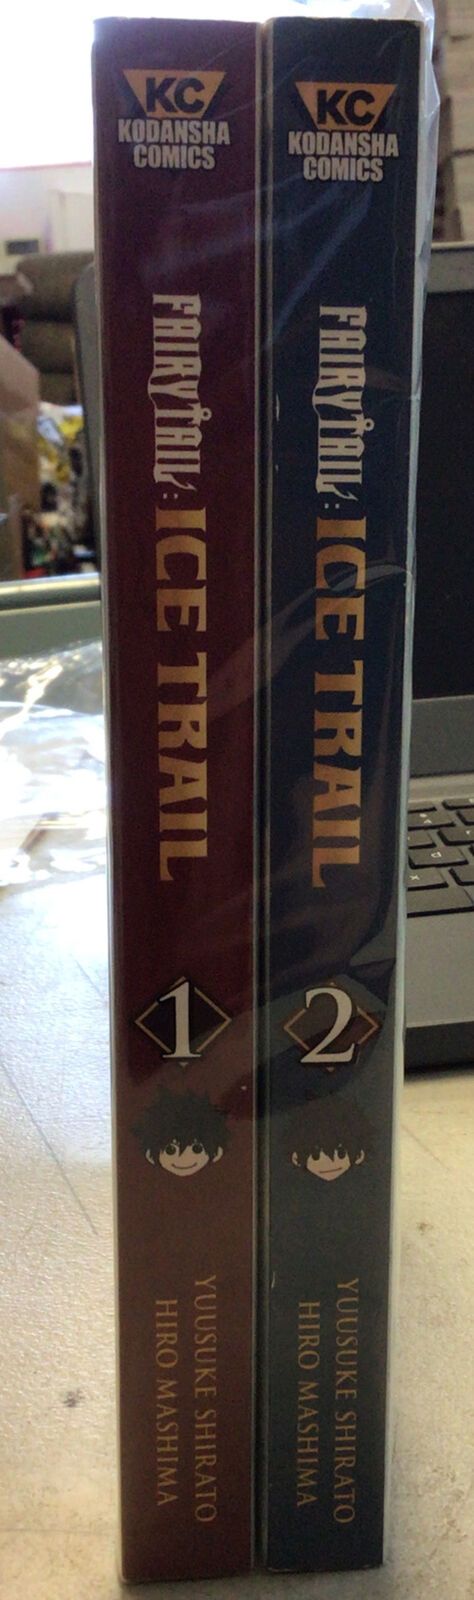 KC
KODANSHA
COMICS
FAIRY TAIL:
ICE TRAIL
1
YUUSUKE SHIRATO
HIRO MASHIMA
KC
KODANSHA
COMICS
FAIRY TAIL:
ICE TRAIL
2
YUUSUKE SHIRATO
HIRO MASHIMA